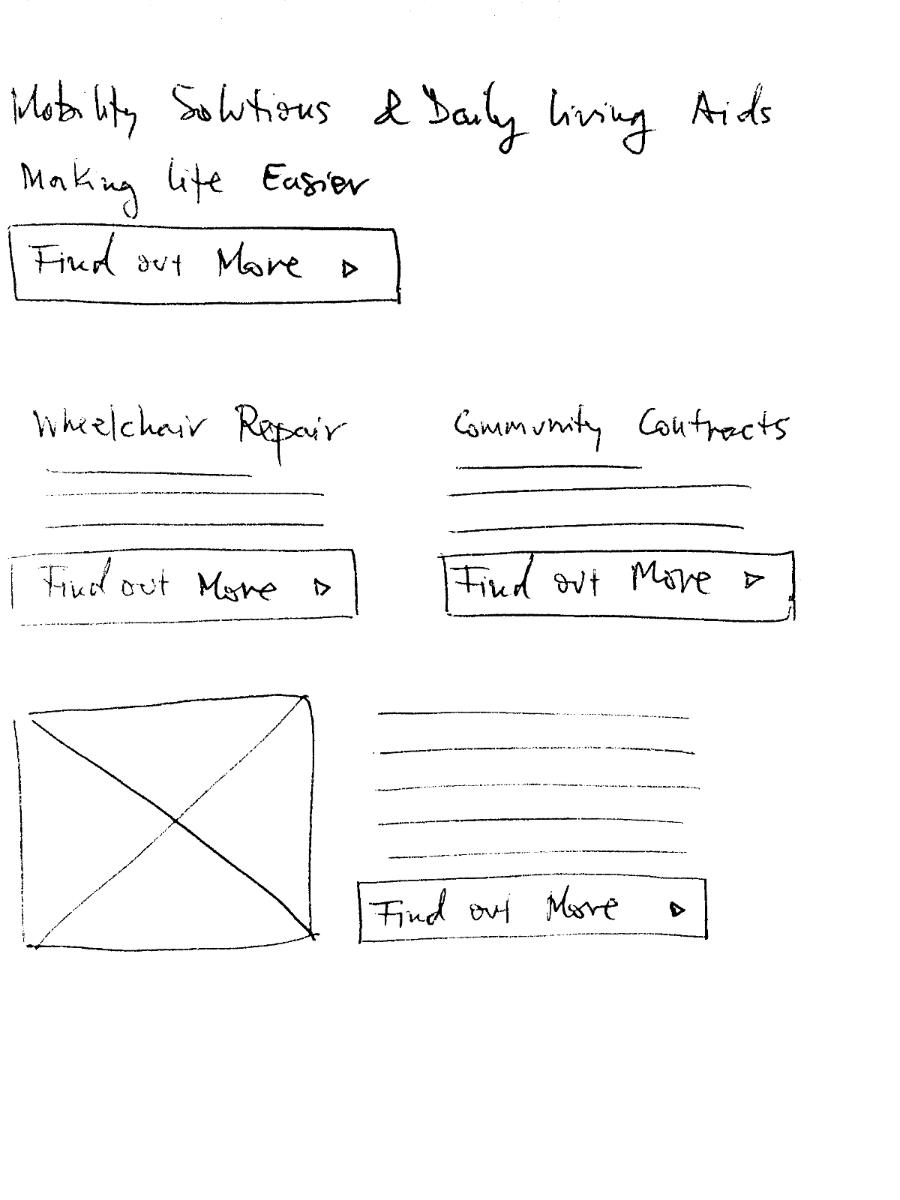 Mobility Solutions & Daily living Aids
Making life Easier
Find out More
Wheelchair Repair
Community Contracts
Find out More
Find out More
Find out More